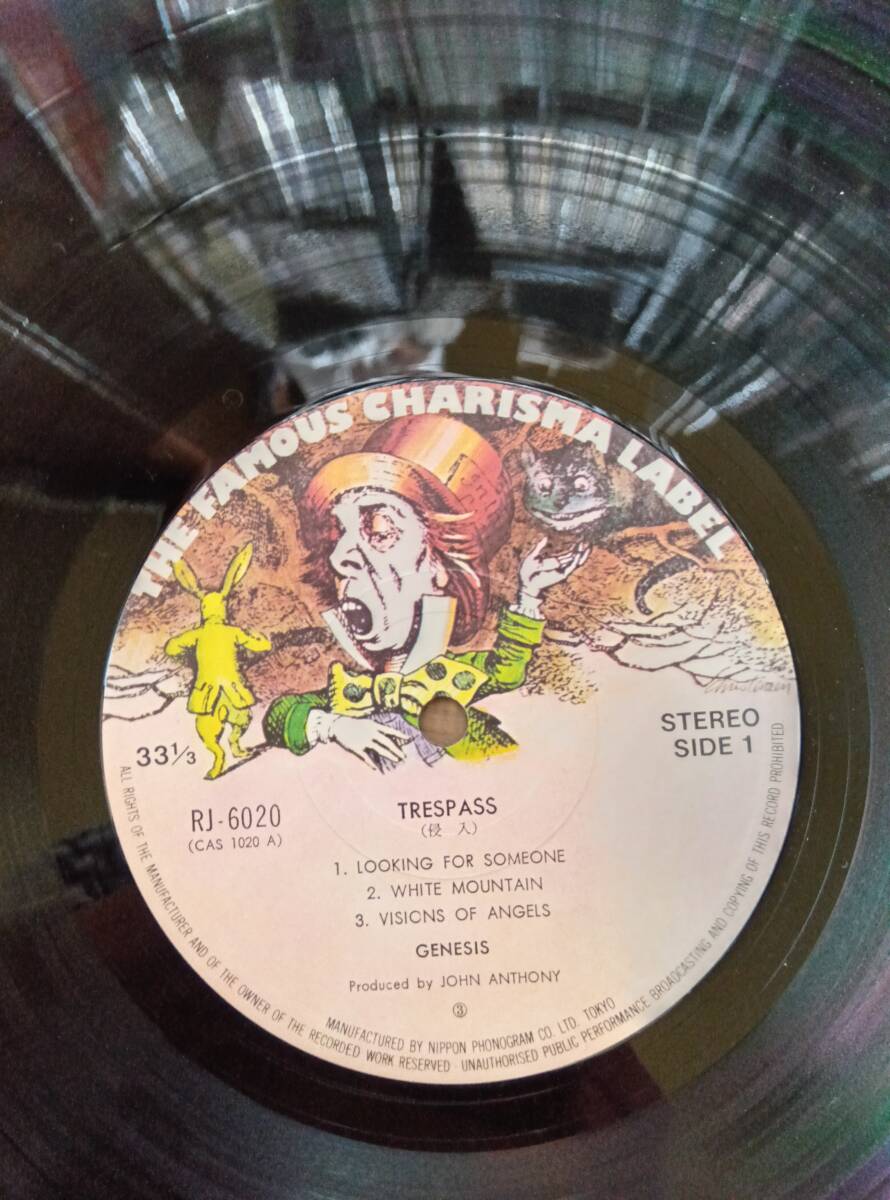 THE FAMOUS CHARISMA LABEL
33⅓
STEREO
SIDE 1
RJ-6020
(CAS 1020 A)
TRESPASS
(侵 入)
1. LOOKING FOR SOMEONE
2. WHITE MOUNTAIN
3. VISIONS OF ANGELS
GENESIS
Produced by JOHN ANTHONY
③
MANUFACTURED BY NIPPON PHONOGRAM CO. LTD. TOKYO
ALL RIGHTS OF THE MANUFACTURER AND OF THE OWNER OF THE RECORDED WORK RESERVED · UNAUTHORISED PUBLIC PERFORMANCE BROADCASTING AND COPYING OF THIS RECORD PROHIBITED